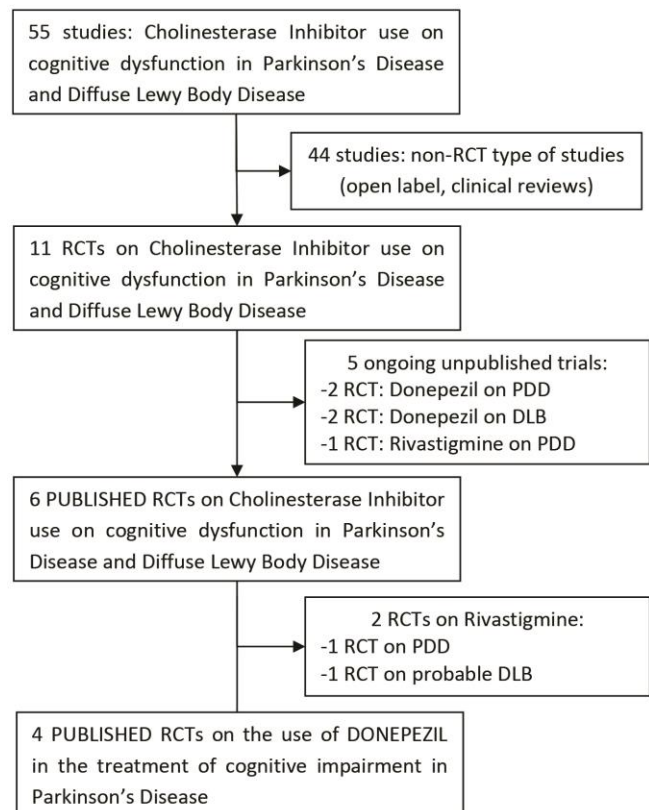 55 studies: Cholinesterase Inhibitor use on
cognitive dysfunction in Parkinson’s Disease
and Diffuse Lewy Body Disease
44 studies: non-RCT type of studies
(open label, clinical reviews)
11 RCTs on Cholinesterase Inhibitor use on
cognitive dysfunction in Parkinson’s Disease
and Diffuse Lewy Body Disease
5 ongoing unpublished trials:
-2 RCT: Donepezil on PDD
-2 RCT: Donepezil on DLB
-1 RCT: Rivastigmine on PDD
6 PUBLISHED RCTs on Cholinesterase Inhibitor
use on cognitive dysfunction in Parkinson’s
Disease and Diffuse Lewy Body Disease
2 RCTs on Rivastigmine:
-1 RCT on PDD
-1 RCT on probable DLB
4 PUBLISHED RCTs on the use of DONEPEZIL
in the treatment of cognitive impairment in
Parkinson’s Disease